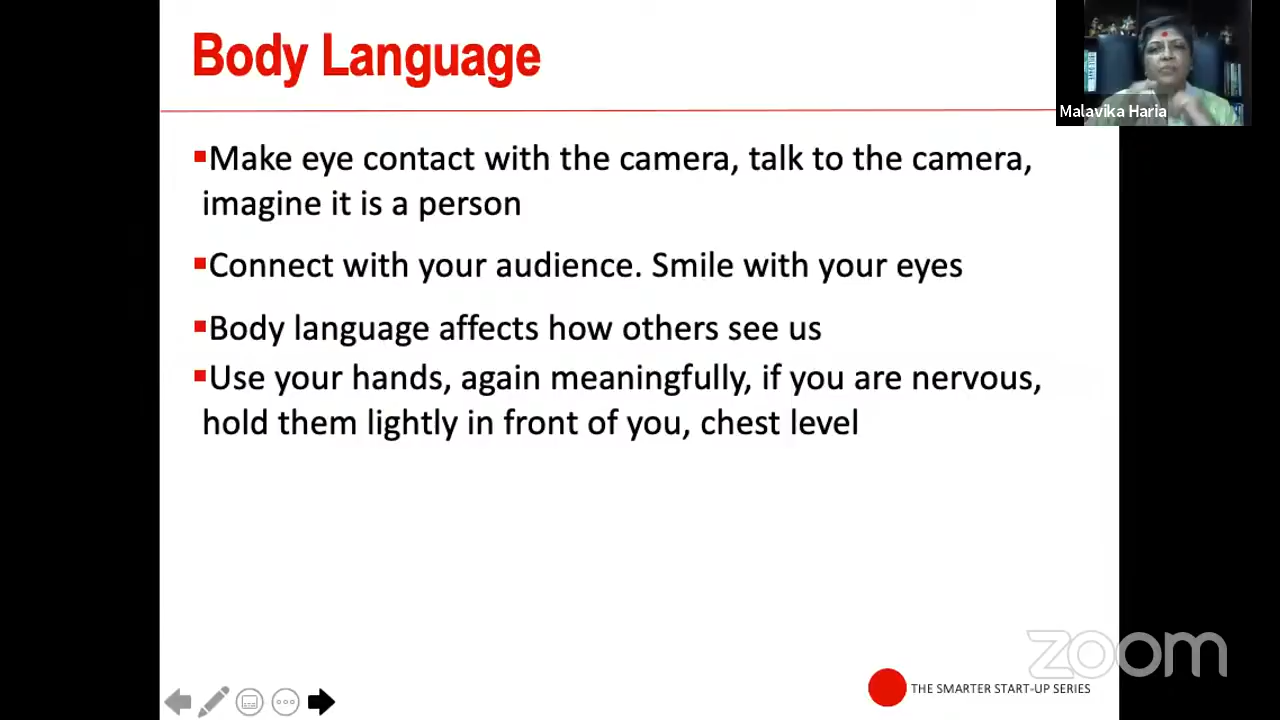 Body Language
Malavika Haria
▪Make eye contact with the camera, talk to the camera,
imagine it is a person
▪Connect with your audience. Smile with your eyes
▪Body language affects how others see us
▪Use your hands, again meaningfully, if you are nervous,
hold them lightly in front of you, chest level
zoom
THE SMARTER START-UP SERIES